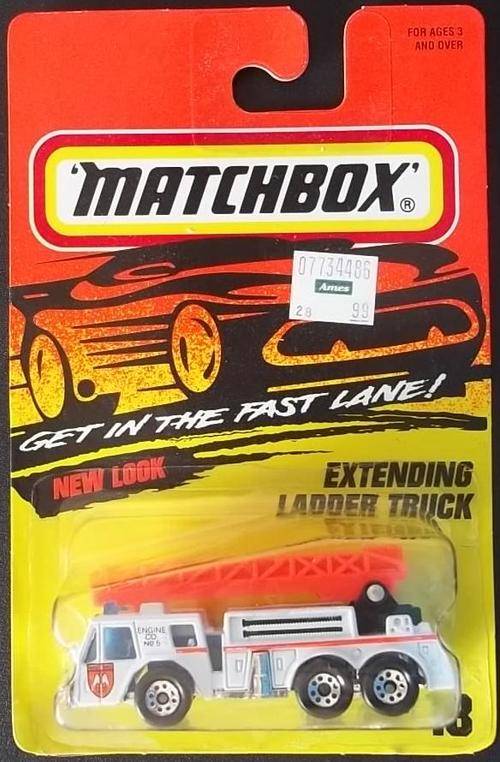 FOR AGES 3
AND OVER
'MATCHBOX'®
07734486
Ames
28 99
GET IN THE FAST LANE!
NEW LOOK
EXTENDING
LADDER TRUCK
ENGINE
CO.
NO 5
18